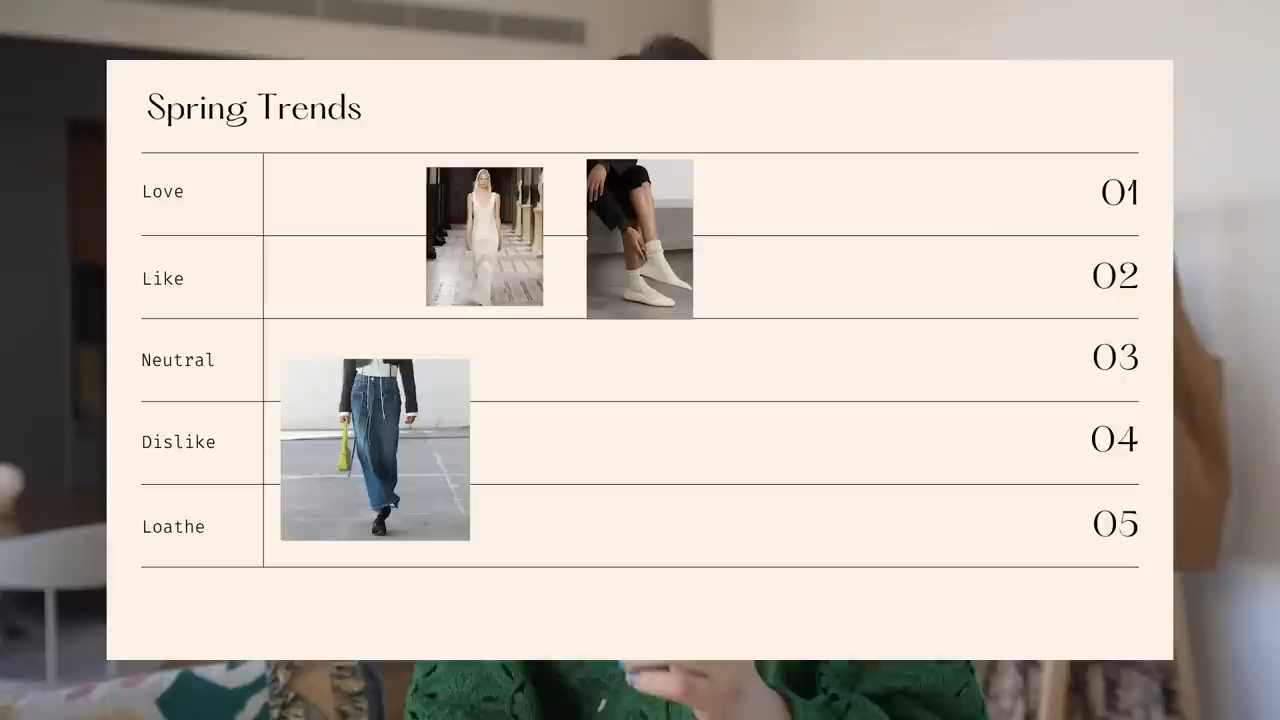 Spring Trends
Love 01
Like 02
Neutral 03
Dislike 04
Loathe 05